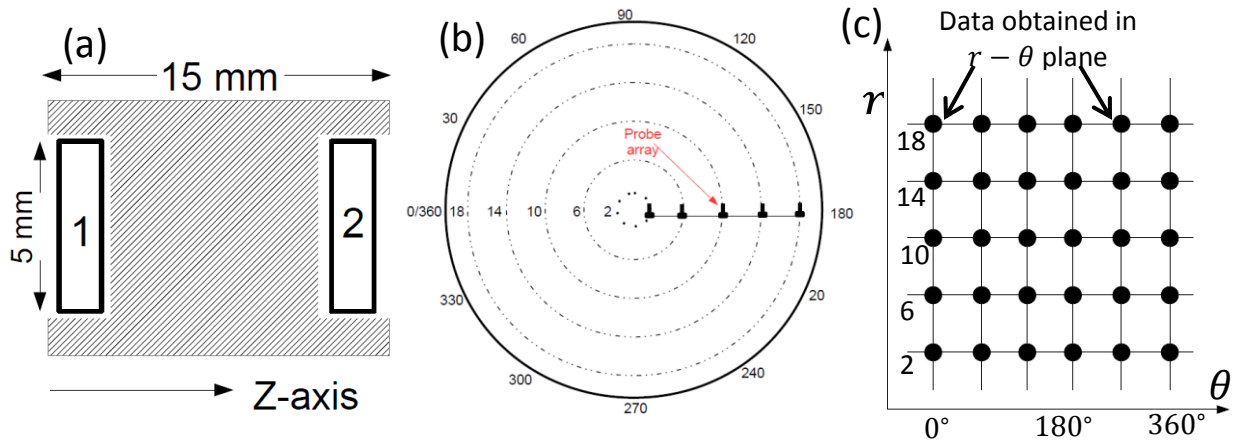 (a)
15 mm
5 mm
1
2
Z-axis
(b)
90
60
120
30
150
Probe
array
0/360 18 14 10 6 2
180
330
20
300
240
270
(c)
Data obtained in
r − θ plane
r
18
14
10
6
2
θ
0° 180° 360°